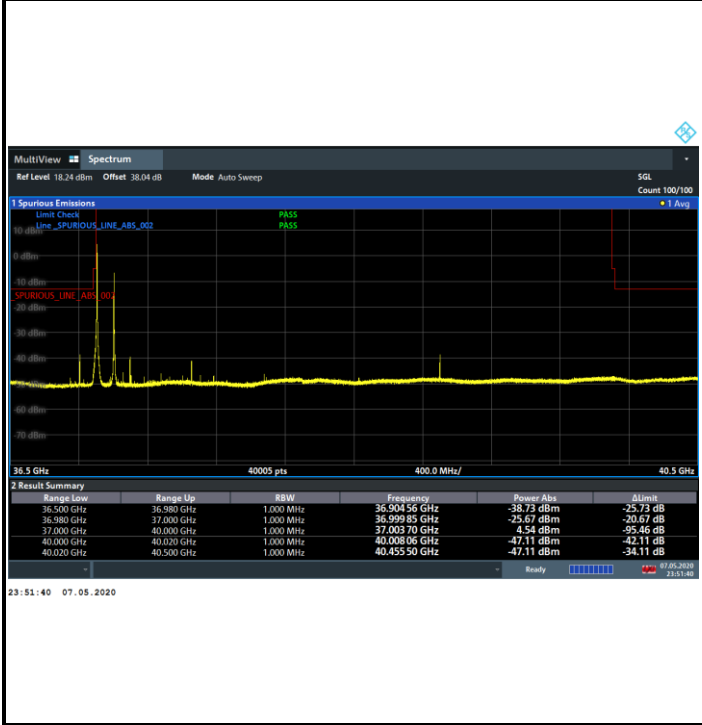 MultiView Spectrum
Ref Level 18.24 dBm Offset 38.04 dB Mode Auto Sweep SGL
Count 100/100
1 Spurious Emissions 1 Avg
Limit Check PASS
Line _SPURIOUS_LINE_ABS_002 PASS
10 dBm
0 dBm
-10 dBm
_SPURIOUS_LINE_ABS_002
-20 dBm
-30 dBm
-40 dBm
-50 dBm
-60 dBm
-70 dBm
36.5 GHz 40005 pts 400.0 MHz/ 40.5 GHz
2 Result Summary
Range Low Range Up RBW Frequency Power Abs ΔLimit
36.500 GHz 36.980 GHz 1.000 MHz 36.904 56 GHz -38.73 dBm -25.73 dB
36.980 GHz 37.000 GHz 1.000 MHz 36.999 85 GHz -25.67 dBm -20.67 dB
37.000 GHz 40.000 GHz 1.000 MHz 37.003 70 GHz 4.54 dBm -95.46 dB
40.000 GHz 40.020 GHz 1.000 MHz 40.008 06 GHz -47.11 dBm -42.11 dB
40.020 GHz 40.500 GHz 1.000 MHz 40.455 50 GHz -47.11 dBm -34.11 dB
Ready 07.05.2020
23:51:40
23:51:40 07.05.2020